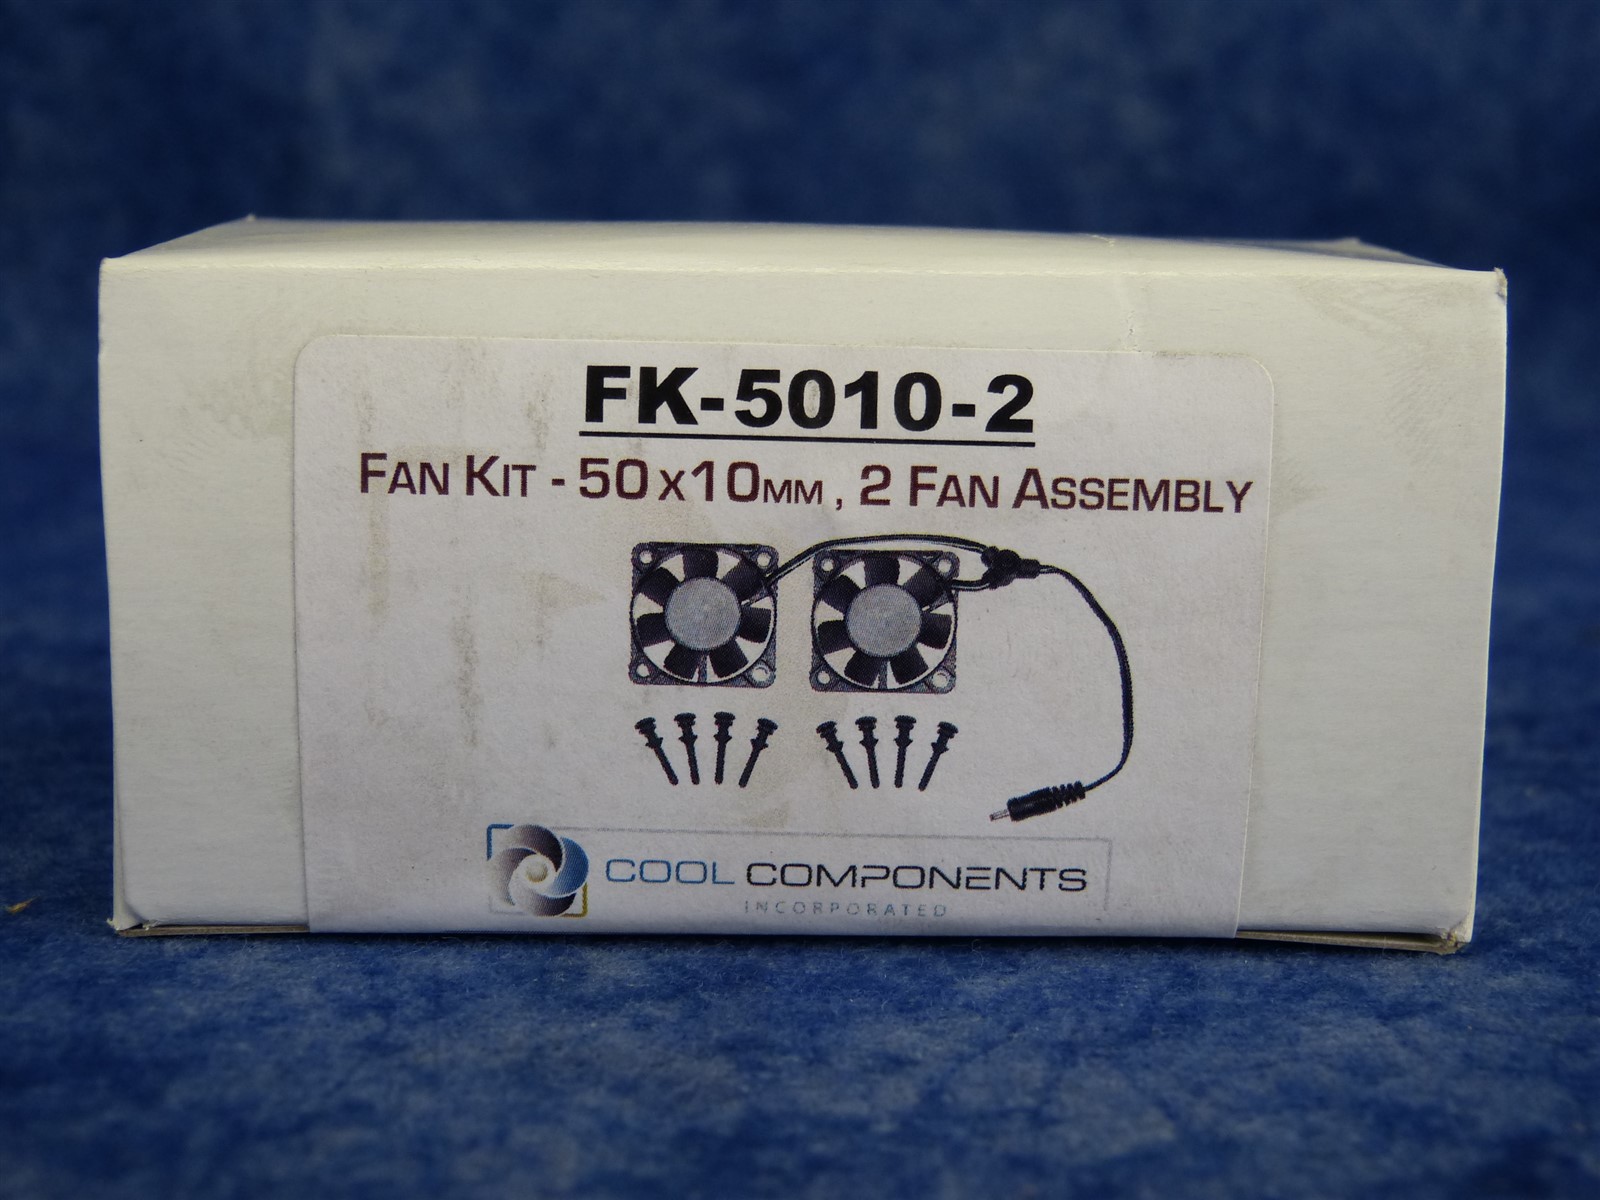 FK-5010-2
FAN KIT - 50x10MM, 2 FAN ASSEMBLY
COOL COMPONENTS
INCORPORATED